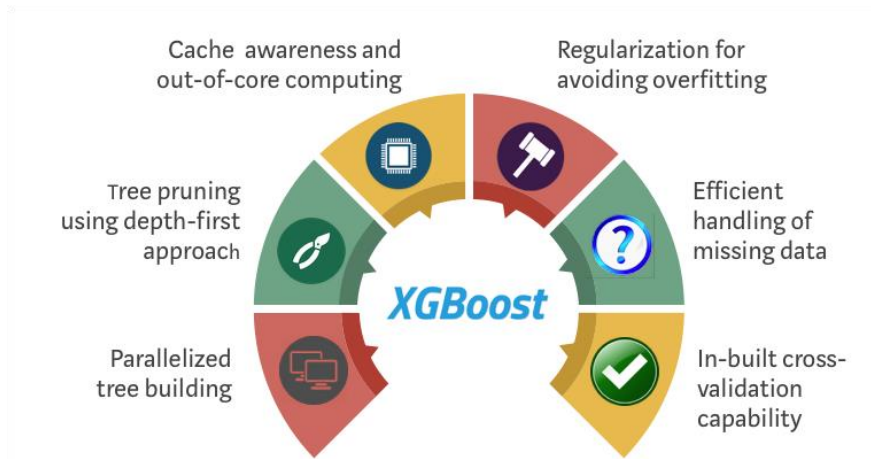 Cache awareness and
out-of-core computing
Regularization for
avoiding overfitting
Tree pruning
using depth-first
approach
Efficient
handling of
missing data
XGBoost
Parallelized
tree building
In-built cross-
validation
capability